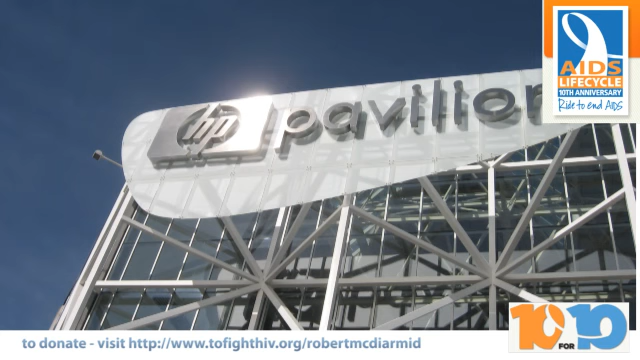 hp pavilion
AIDS
LIFECYCLE
10TH ANNIVERSARY
Ride to end AIDS
10 FOR 10
to donate - visit http://www.tofighthiv.org/robertmcdiarmid